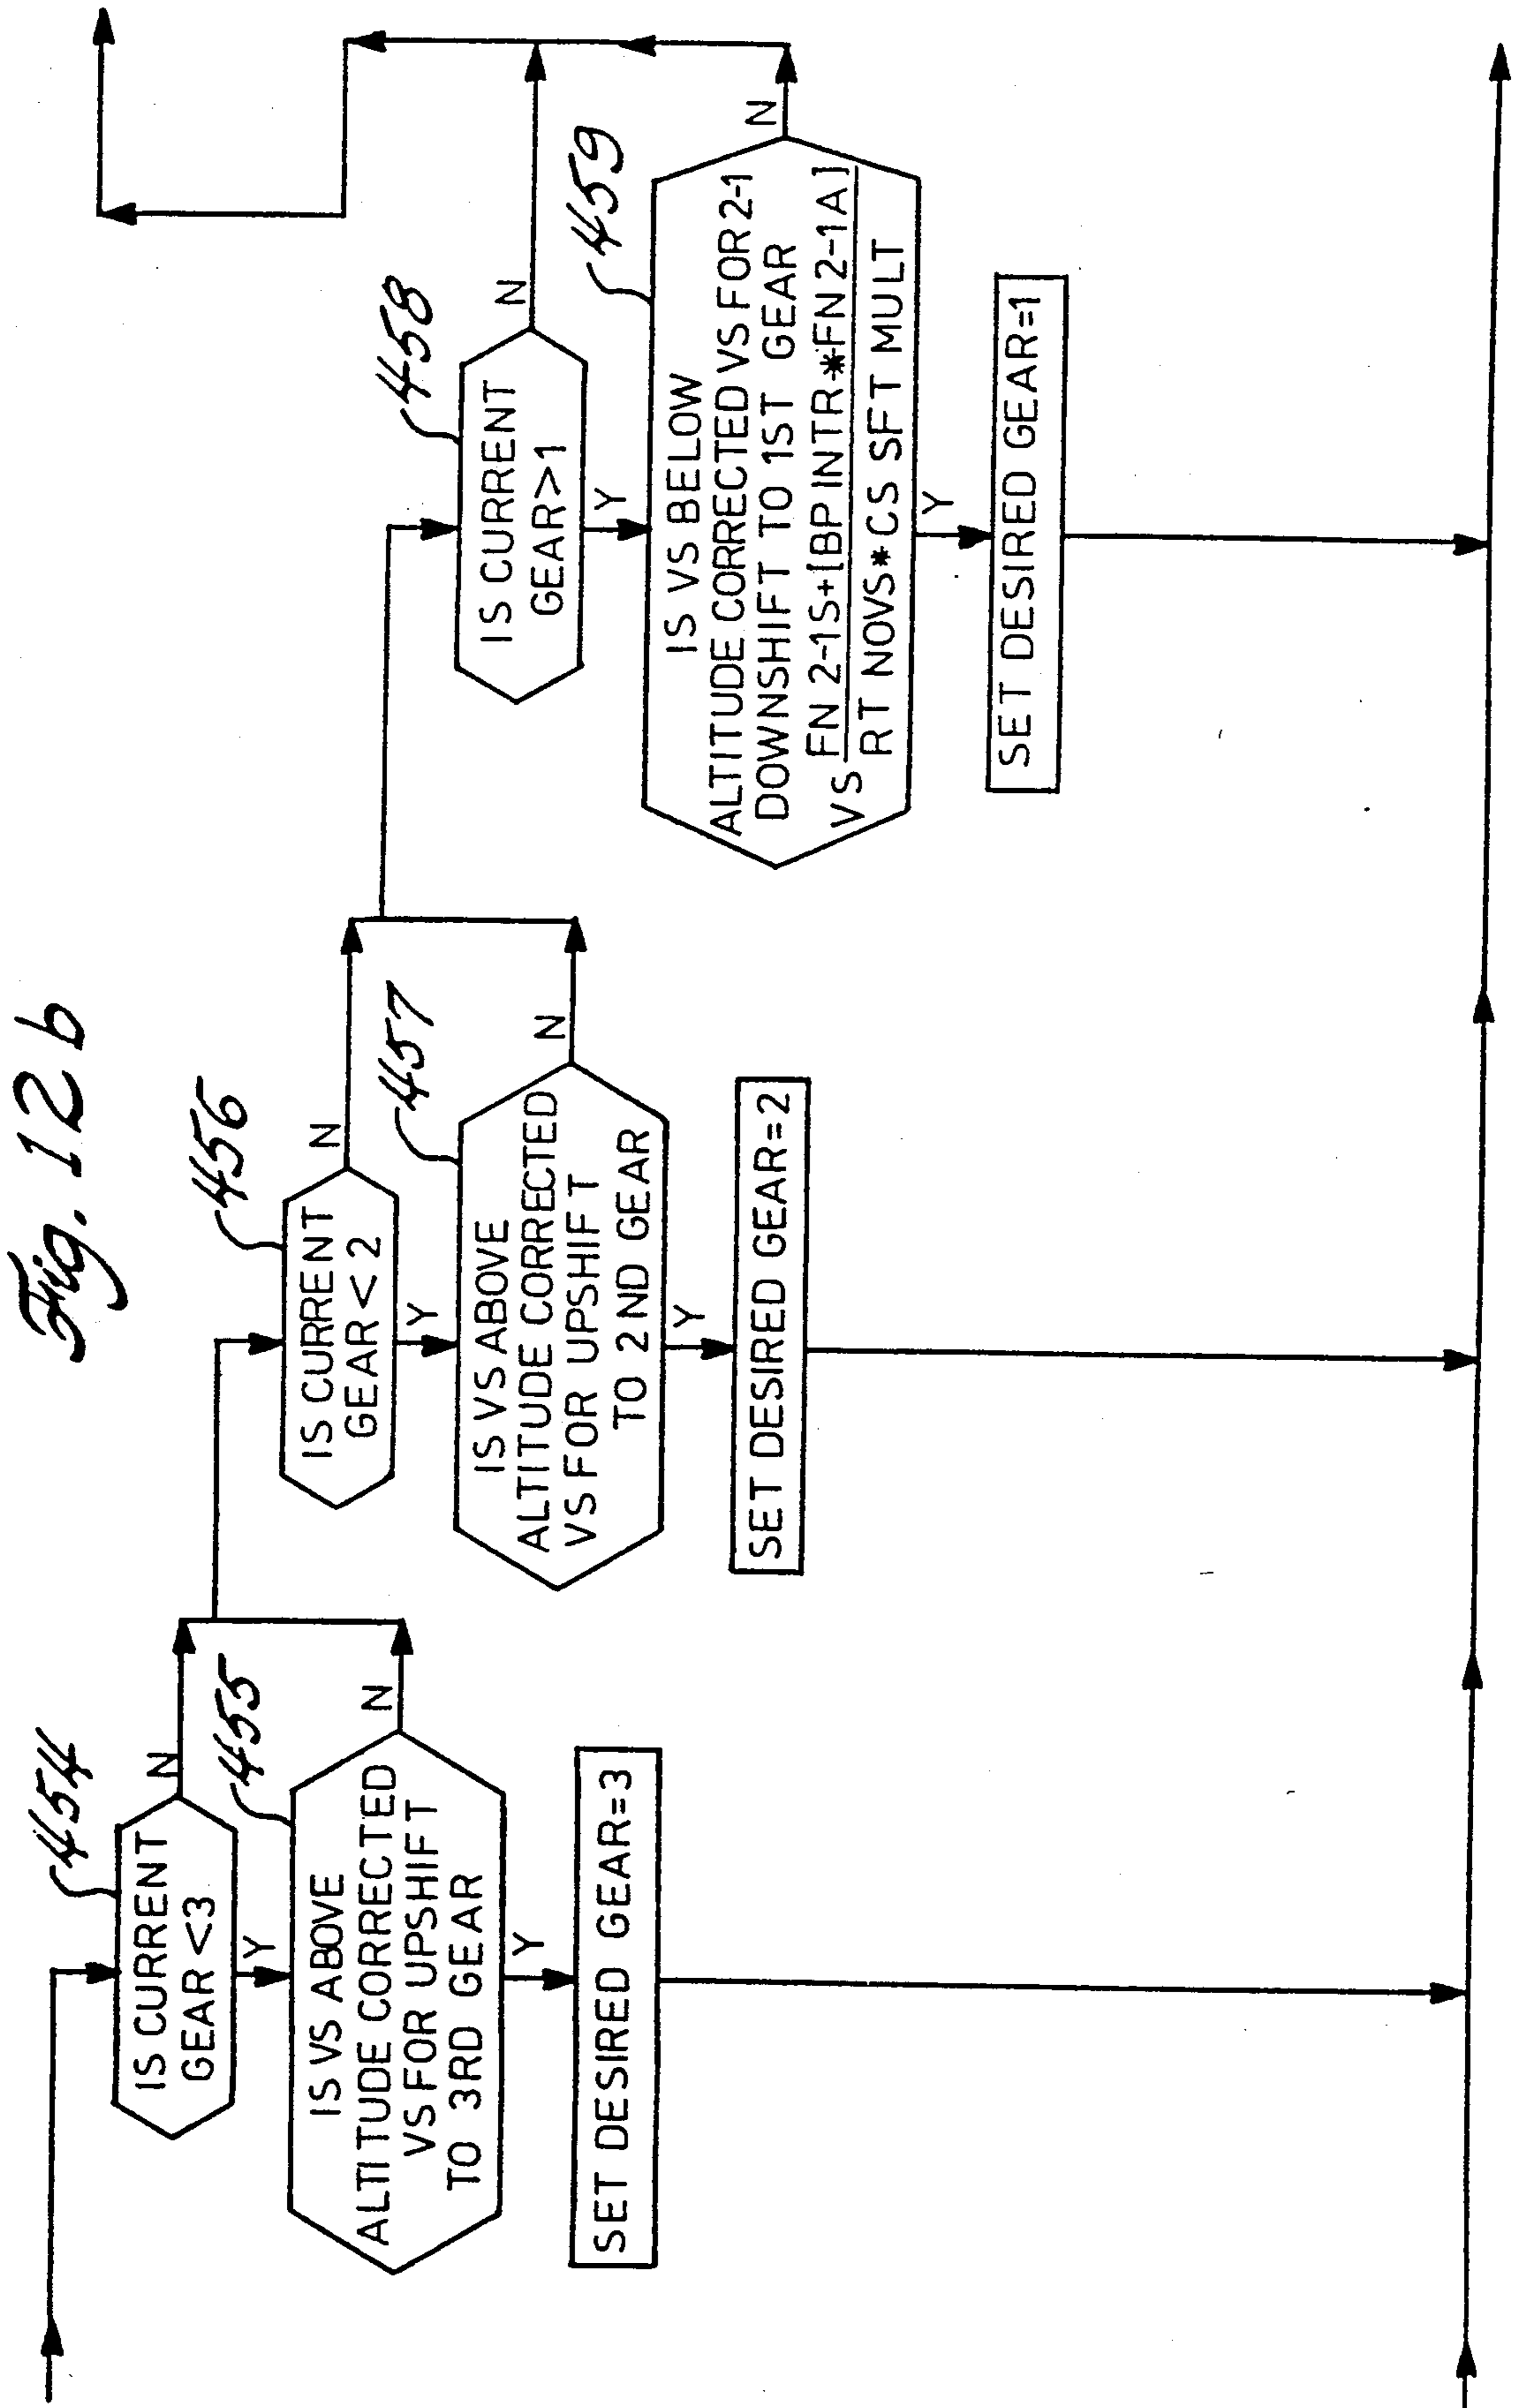 Fig. 12 b
454
IS CURRENT
GEAR <3
N
Y
455
IS VS ABOVE
ALTITUDE CORRECTED
VS FOR UPSHIFT
TO 3RD GEAR
N
Y
SET DESIRED GEAR=3
456
IS CURRENT
GEAR < 2
N
Y
457
IS VS ABOVE
ALTITUDE CORRECTED
VS FOR UPSHIFT
TO 2ND GEAR
N
Y
SET DESIRED GEAR=2
458
IS CURRENT
GEAR>1
N
Y
459
IS VS BELOW
ALTITUDE CORRECTED VS FOR 2-1
DOWNSHIFT TO 1ST GEAR
VS FN 2-1S+[BP INTR*FN 2-1A]
RT NOVS*CS SFT MULT
N
Y
SET DESIRED GEAR=1